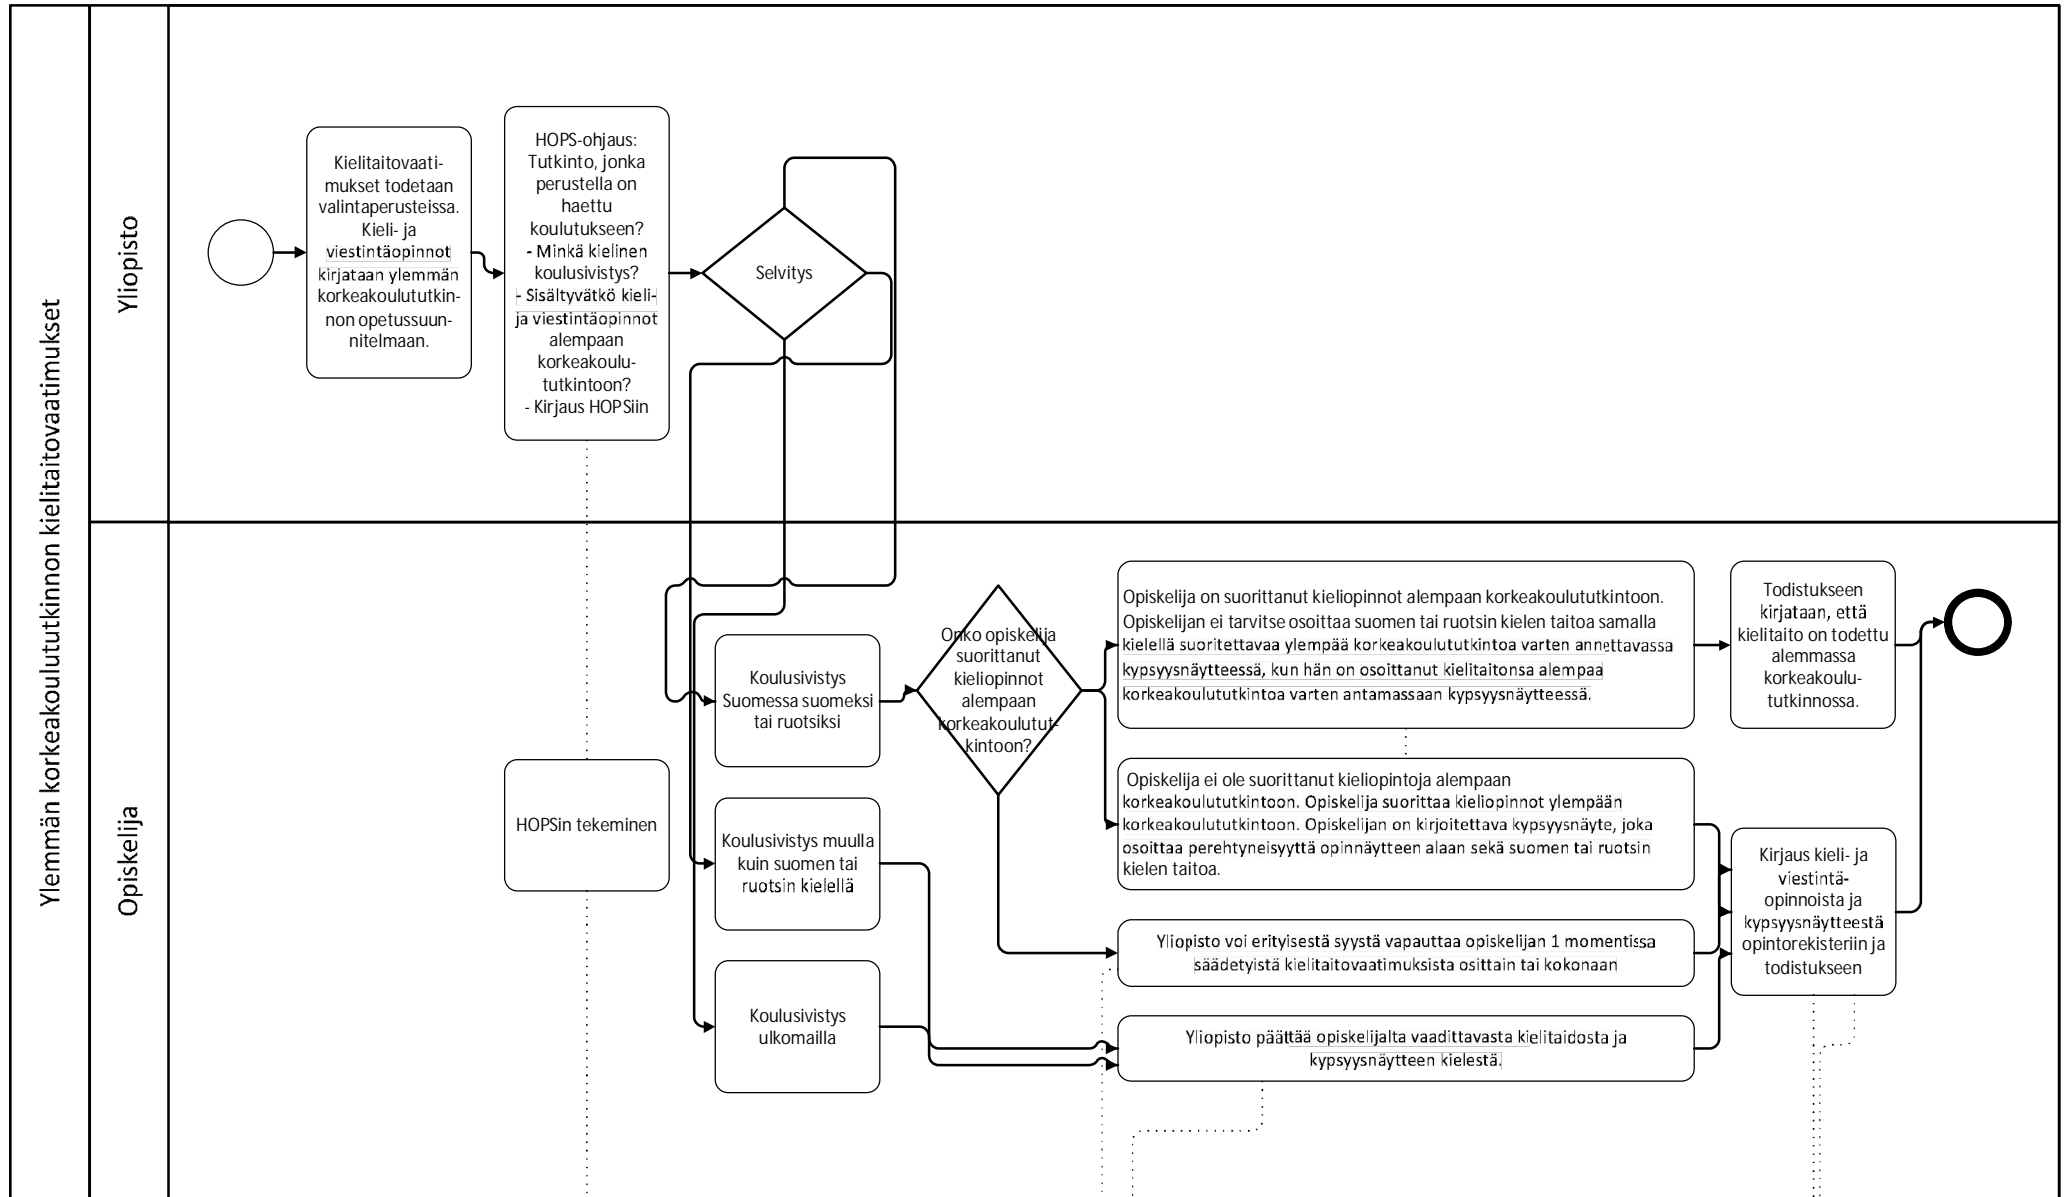 Ylemmän korkeakoulututkinnon kielitaitovaatimukset
Yliopisto
Kielitaitovaati-
mukset todetaan
valintaperusteissa.
Kieli- ja
viestintäopinnot
kirjataan ylemmän
korkeakoulututkin-
non opetussuun-
nitelmaan.
HOPS-ohjaus:
Tutkinto, jonka
perustella on
haettu
koulutukseen?
- Minkä kielinen
koulusivistys?
- Sisältyvätkö kieli-
ja viestintäopinnot
alempaan
korkeakoulu-
tutkintoon?
- Kirjaus HOPSiin
Selvitys
Opiskelija
HOPSin tekeminen
Koulusivistys
Suomessa suomeksi
tai ruotsiksi
Koulusivistys muulla
kuin suomen tai
ruotsin kielellä
Koulusivistys
ulkomailla
Onko opiskelija
suorittanut
kieliopinnot
alempaan
korkeakoulutut-
kintoon?
Opiskelija on suorittanut kieliopinnot alempaan korkeakoulututkintoon.
Opiskelijan ei tarvitse osoittaa suomen tai ruotsin kielen taitoa samalla
kielellä suoritettavaa ylempää korkeakoulututkintoa varten annettavassa
kypsyysnäytteessä, kun hän on osoittanut kielitaitonsa alempaa
korkeakoulututkintoa varten antamassaan kypsyysnäytteessä.
Opiskelija ei ole suorittanut kieliopintoja alempaan
korkeakoulututkintoon. Opiskelija suorittaa kieliopinnot ylempään
korkeakoulututkintoon. Opiskelijan on kirjoitettava kypsyysnäyte, joka
osoittaa perehtyneisyyttä opinnäytteen alaan sekä suomen tai ruotsin
kielen taitoa.
Yliopisto voi erityisestä syystä vapauttaa opiskelijan 1 momentissa
säädetyistä kielitaitovaatimuksista osittain tai kokonaan
Yliopisto päättää opiskelijalta vaadittavasta kielitaidosta ja
kypsyysnäytteen kielestä.
Todistukseen
kirjataan, että
kielitaito on todettu
alemmassa
korkeakoulu-
tutkinnossa.
Kirjaus kieli- ja
viestintä-
opinnoista ja
kypsyysnäytteestä
opintorekisteriin ja
todistukseen